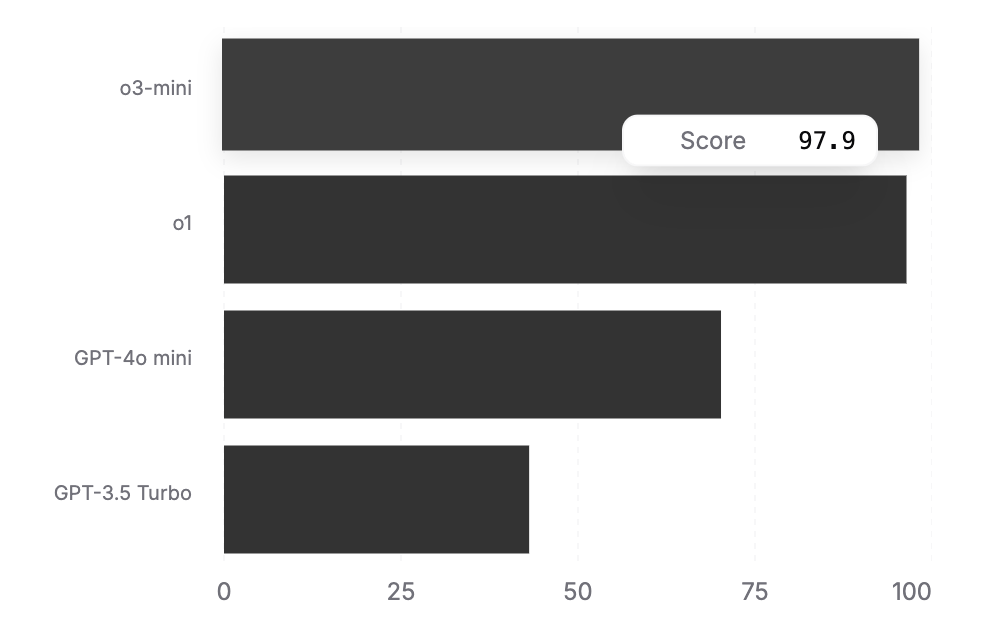 o3-mini
Score 97.9
o1
GPT-4o mini
GPT-3.5 Turbo
0 25 50 75 100